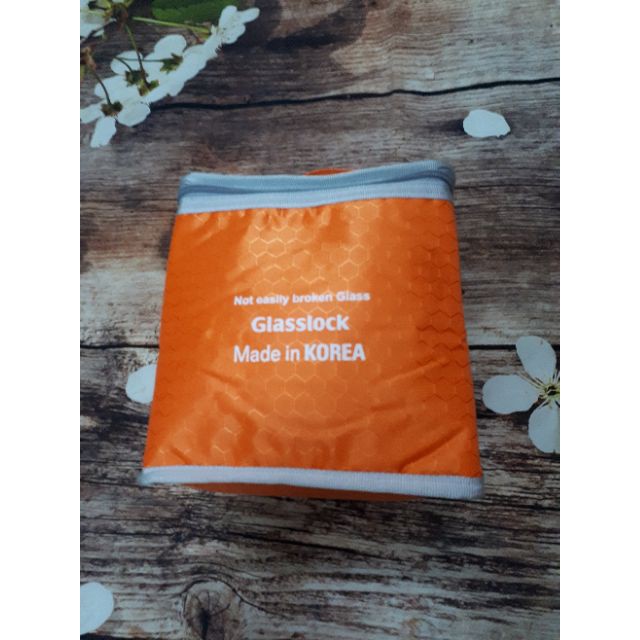 Not easily broken Glass
Glasslock
Made in KOREA